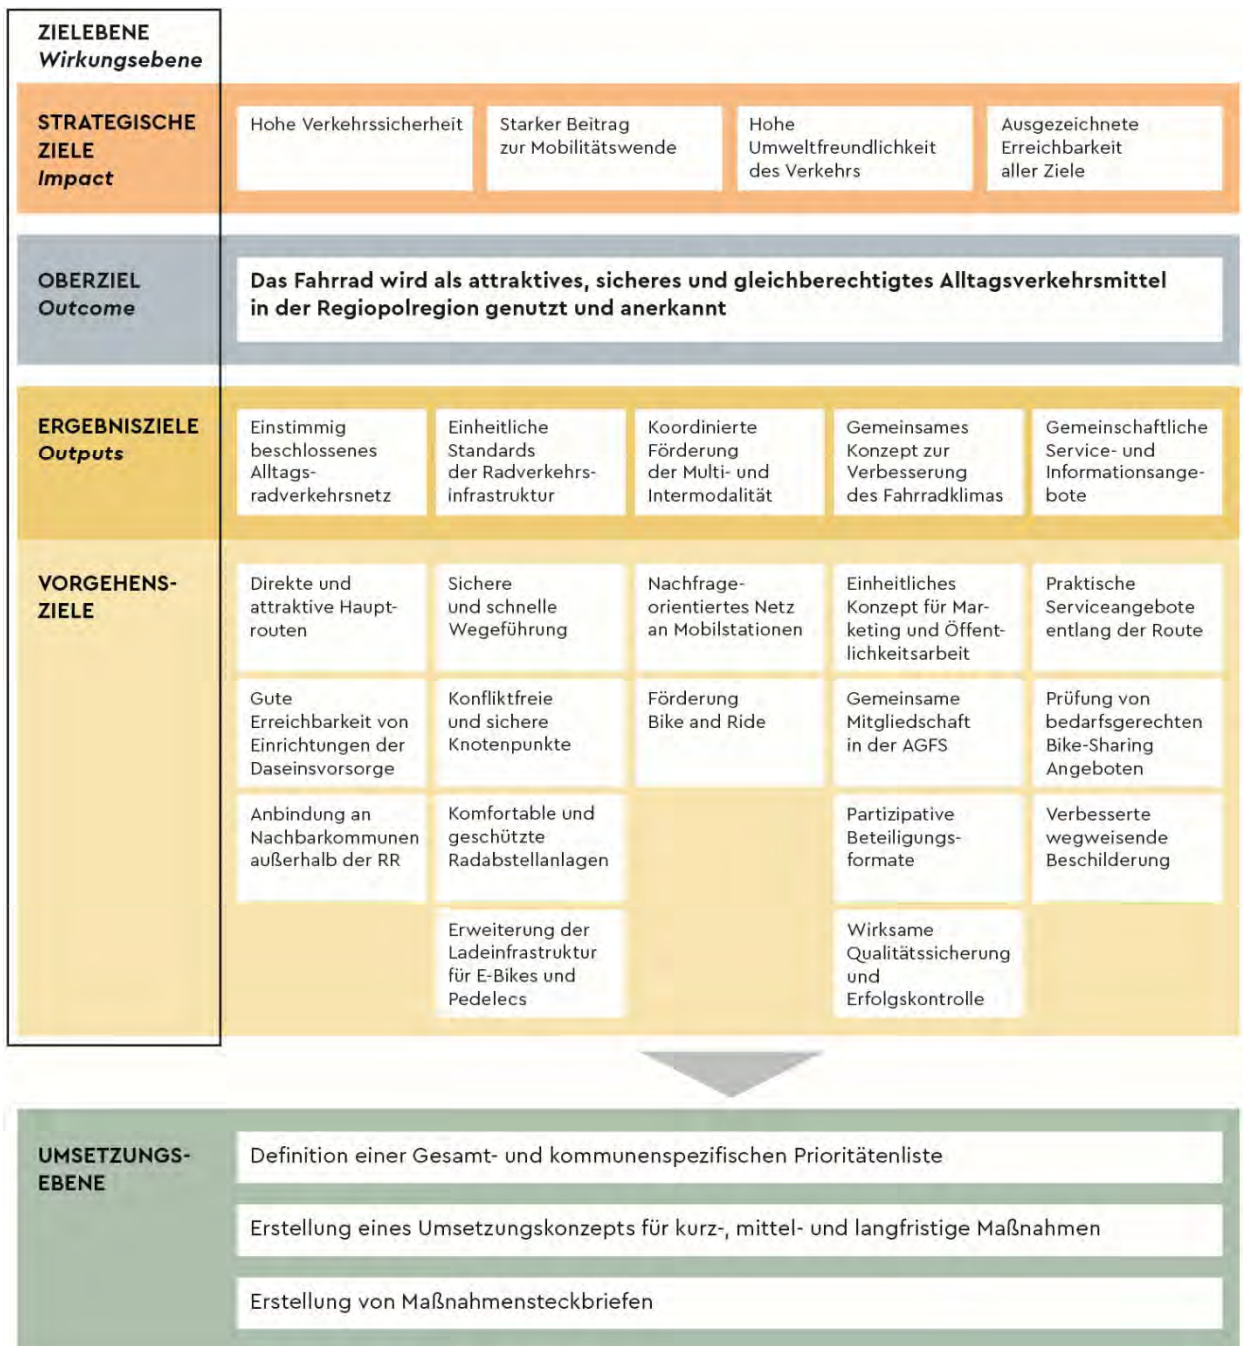 ZIELEBENE
Wirkungsebene
STRATEGISCHE
ZIELE
Impact
Hohe Verkehrssicherheit
Starker Beitrag
zur Mobilitätswende
Hohe
Umweltfreundlichkeit
des Verkehrs
Ausgezeichnete
Erreichbarkeit
aller Ziele
OBERZIEL
Outcome
Das Fahrrad wird als attraktives, sicheres und gleichberechtigtes Alltagsverkehrsmittel
in der Regiopolregion genutzt und anerkannt
ERGEBNISZIELE
Outputs
Einstimmig
beschlossenes
Alltags-
radverkehrsnetz
Einheitliche
Standards
der Radverkehrs-
infrastruktur
Koordinierte
Förderung
der Multi- und
Intermodalität
Gemeinsames
Konzept zur
Verbesserung
des Fahrradklimas
Gemeinschaftliche
Service- und
Informationsange-
bote
VORGEHENS-
ZIELE
Direkte und
attraktive Haupt-
routen
Sichere
und schnelle
Wegeführung
Nachfrage-
orientiertes Netz
an Mobilstationen
Einheitliches
Konzept für Mar-
keting und Öffent-
lichkeitsarbeit
Praktische
Serviceangebote
entlang der Route
Gute
Erreichbarkeit von
Einrichtungen der
Daseinsvorsorge
Konfliktfreie
und sichere
Knotenpunkte
Förderung
Bike and Ride
Gemeinsame
Mitgliedschaft
in der AGFS
Prüfung von
bedarfsgerechten
Bike-Sharing
Angeboten
Anbindung an
Nachbarkommunen
außerhalb der RR
Komfortable und
geschützte
Radabstellanlagen
Partizipative
Beteiligungs-
formate
Verbesserte
wegweisende
Beschilderung
Erweiterung der
Ladeinfrastruktur
für E-Bikes und
Pedelecs
Wirksame
Qualitätssicherung
und
Erfolgskontrolle
UMSETZUNGS-
EBENE
Definition einer Gesamt- und kommunenspezifischen Prioritätenliste
Erstellung eines Umsetzungskonzepts für kurz-, mittel- und langfristige Maßnahmen
Erstellung von Maßnahmensteckbriefen